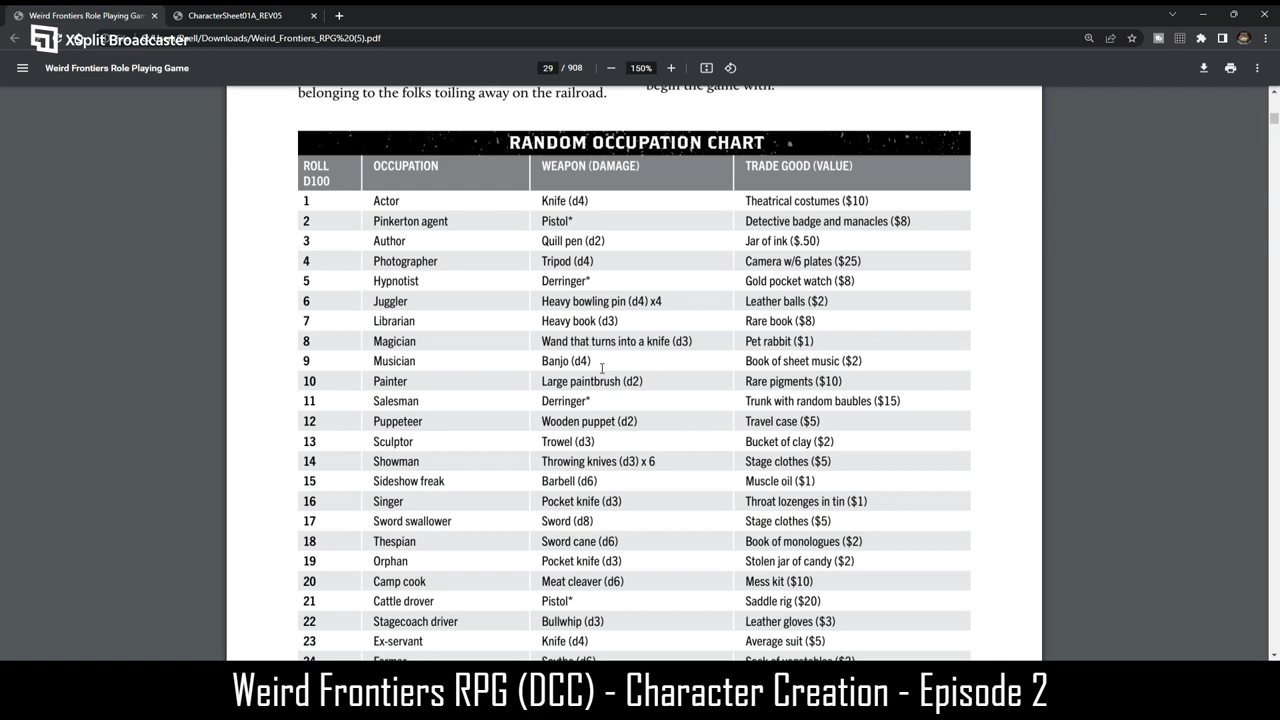 Weird Frontiers Role Playing Gam
CharacterSheet01A_REV05
XSplit Broadcaster
ell/Downloads/Weird_Frontiers_RPG%20(5).pdf
Weird Frontiers Role Playing Game
29 / 908
150%
belonging to the folks toiling away on the railroad.
begin the game with.
RANDOM OCCUPATION CHART
ROLL D100 OCCUPATION WEAPON (DAMAGE) TRADE GOOD (VALUE)
1 Actor Knife (d4) Theatrical costumes ($10)
2 Pinkerton agent Pistol* Detective badge and manacles ($8)
3 Author Quill pen (d2) Jar of ink ($.50)
4 Photographer Tripod (d4) Camera w/6 plates ($25)
5 Hypnotist Derringer* Gold pocket watch ($8)
6 Juggler Heavy bowling pin (d4) x4 Leather balls ($2)
7 Librarian Heavy book (d3) Rare book ($8)
8 Magician Wand that turns into a knife (d3) Pet rabbit ($1)
9 Musician Banjo (d4) Book of sheet music ($2)
10 Painter Large paintbrush (d2) Rare pigments ($10)
11 Salesman Derringer* Trunk with random baubles ($15)
12 Puppeteer Wooden puppet (d2) Travel case ($5)
13 Sculptor Trowel (d3) Bucket of clay ($2)
14 Showman Throwing knives (d3) x 6 Stage clothes ($5)
15 Sideshow freak Barbell (d6) Muscle oil ($1)
16 Singer Pocket knife (d3) Throat lozenges in tin ($1)
17 Sword swallower Sword (d8) Stage clothes ($5)
18 Thespian Sword cane (d6) Book of monologues ($2)
19 Orphan Pocket knife (d3) Stolen jar of candy ($2)
20 Camp cook Meat cleaver (d6) Mess kit ($10)
21 Cattle drover Pistol* Saddle rig ($20)
22 Stagecoach driver Bullwhip (d3) Leather gloves ($3)
23 Ex-servant Knife (d4) Average suit ($5)
Weird Frontiers RPG (DCC) - Character Creation - Episode 2